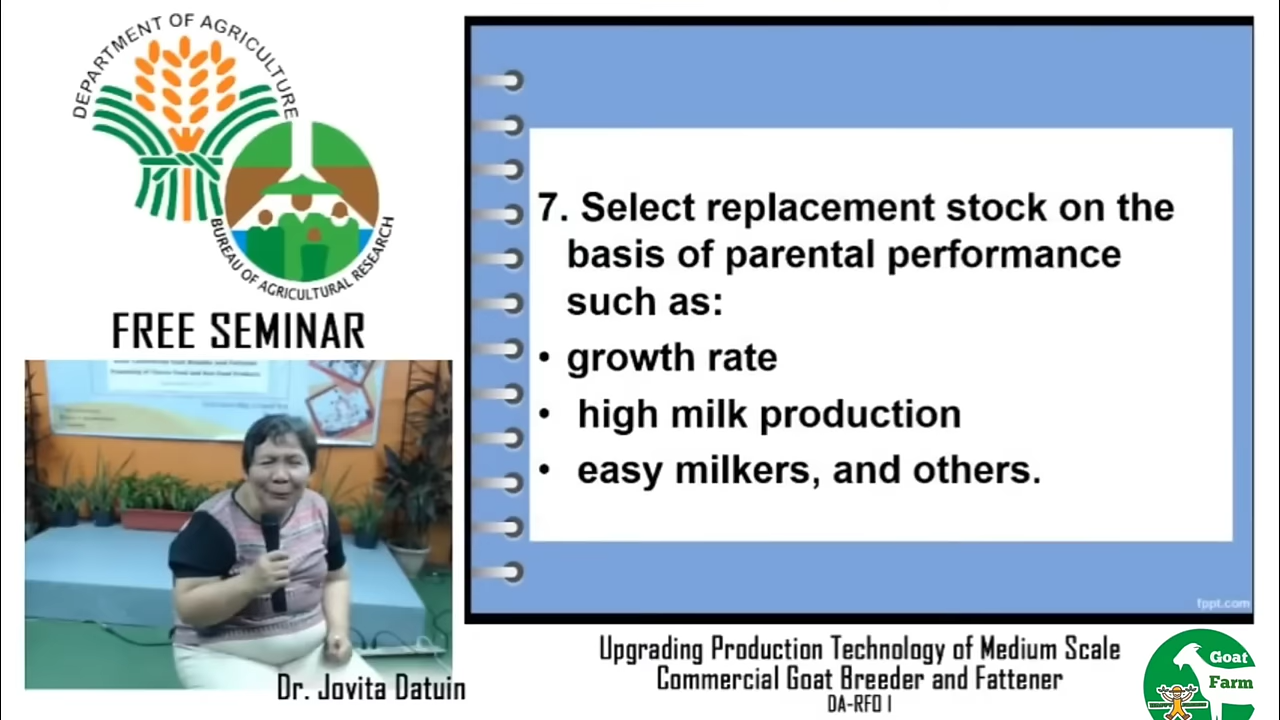 DEPARTMENT OF AGRICULTURE
BUREAU OF AGRICULTURAL RESEARCH
FREE SEMINAR
Dr. Jovita Datuin
7. Select replacement stock on the
basis of parental performance
such as:
• growth rate
• high milk production
• easy milkers, and others.
fppt.com
Upgrading Production Technology of Medium Scale
Commercial Goat Breeder and Fattener
DA-RFO I
Goat
Farm